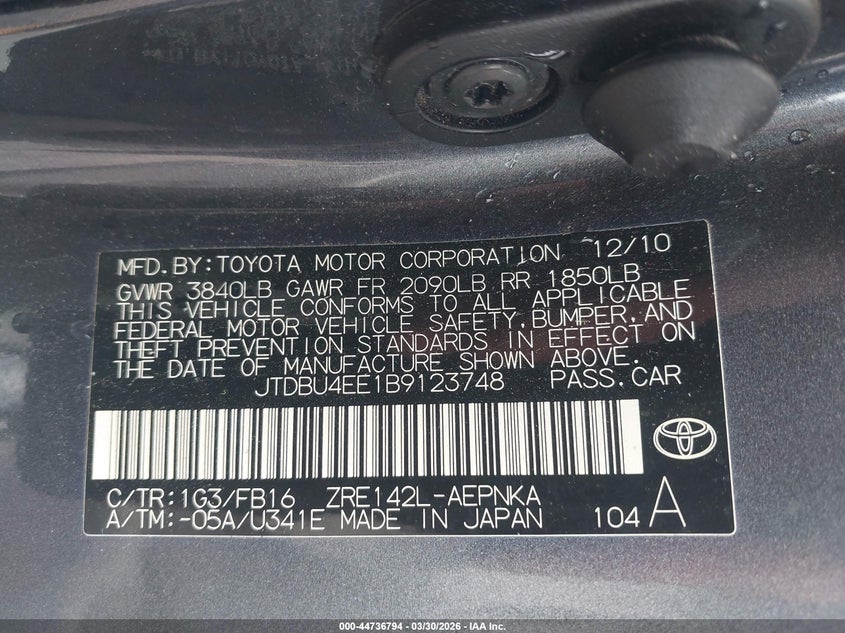 MFD. BY: TOYOTA MOTOR CORPORATION 12/10
GVWR 3840LB GAWR FR 2090LB RR 1850LB
THIS VEHICLE CONFORMS TO ALL APPLICABLE
FEDERAL MOTOR VEHICLE SAFETY, BUMPER, AND
THEFT PREVENTION STANDARDS IN EFFECT ON
THE DATE OF MANUFACTURE SHOWN ABOVE.
JTDBU4EE1B9123748 PASS. CAR
C/TR: 1G3/FB16 ZRE142L-AEPNKA
A/TM: -05A/U341E MADE IN JAPAN 104 A
000-44736794 — 03/30/2026 — IAA Inc.